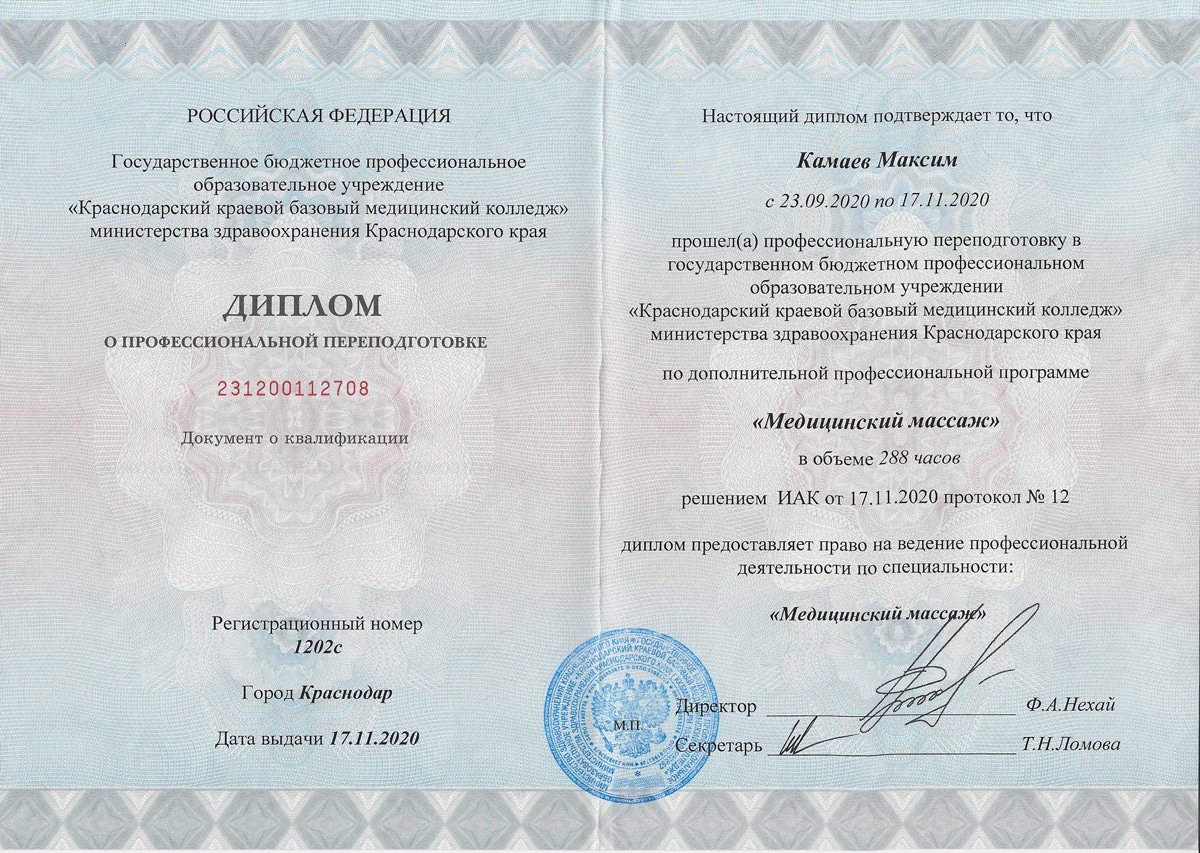 РОССИЙСКАЯ ФЕДЕРАЦИЯ
Государственное бюджетное профессиональное
образовательное учреждение
«Краснодарский краевой базовый медицинский колледж»
министерства здравоохранения Краснодарского края
ДИПЛОМ
О ПРОФЕССИОНАЛЬНОЙ ПЕРЕПОДГОТОВКЕ
231200112708
Документ о квалификации
Регистрационный номер
1202с
Город Краснодар
Дата выдачи 17.11.2020
Настоящий диплом подтверждает то, что
Камаев Максим
с 23.09.2020 по 17.11.2020
прошел(а) профессиональную переподготовку в
государственном бюджетном профессиональном
образовательном учреждении
«Краснодарский краевой базовый медицинский колледж»
министерства здравоохранения Краснодарского края
по дополнительной профессиональной программе
«Медицинский массаж»
в объеме 288 часов
решением ИАК от 17.11.2020 протокол № 12
диплом предоставляет право на ведение профессиональной
деятельности по специальности:
«Медицинский массаж»
М.П.
Директор Ф.А.Нехай
Секретарь Т.Н.Ломова